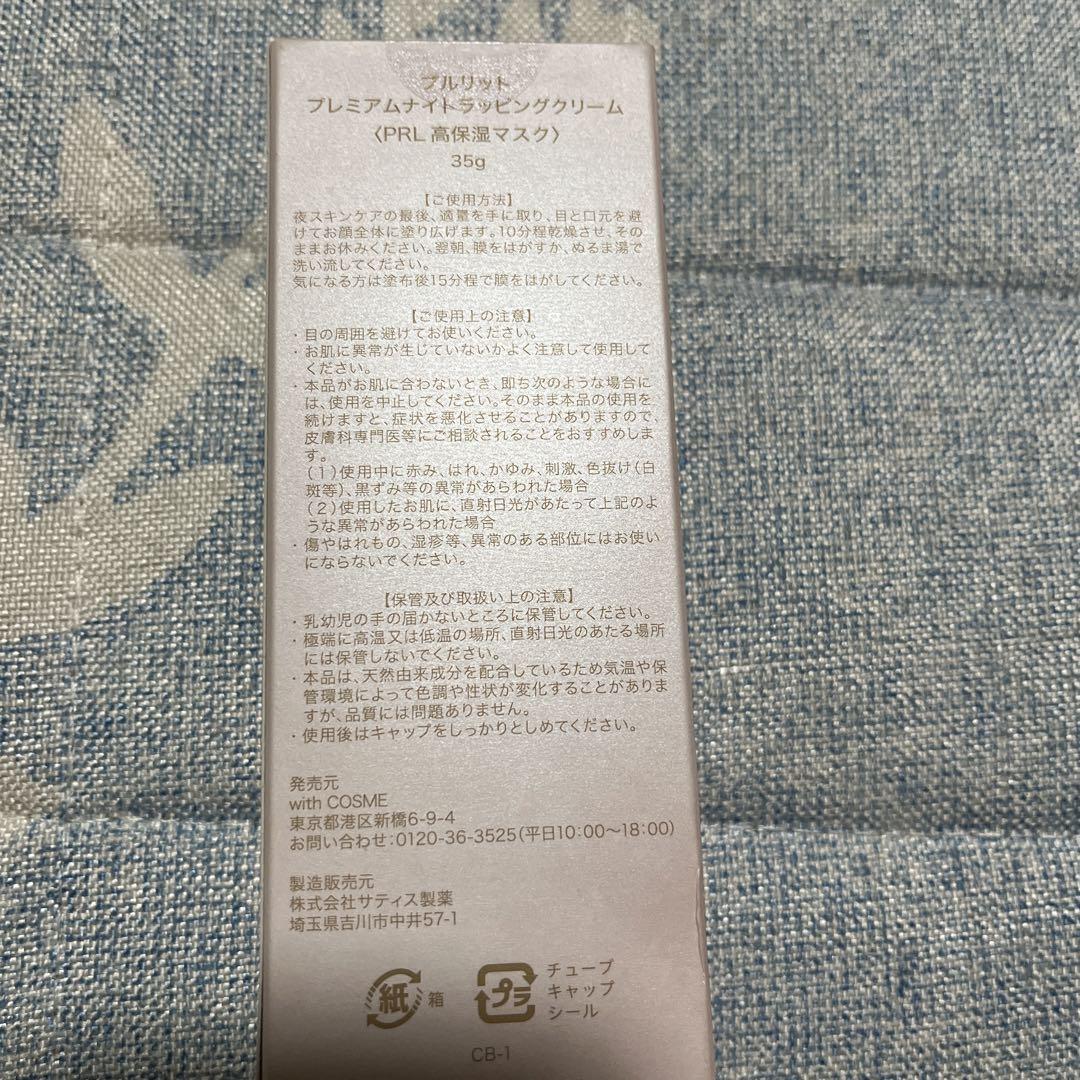 プルリット
プレミアムナイトラッピングクリーム
〈PRL 高保湿マスク〉
35g
【ご使用方法】
夜スキンケアの最後、適量を手に取り、目と口元を避
けてお顔全体に塗り広げます。10分程乾燥させ、その
ままお休みください。翌朝、膜をはがすか、ぬるま湯で
洗い流してください。
気になる方は塗布後15分程で膜をはがしてください。
【ご使用上の注意】
・目の周囲を避けてお使いください。
・お肌に異常が生じていないかよく注意して使用して
ください。
・本品がお肌に合わないとき、即ち次のような場合に
は、使用を中止してください。そのまま本品の使用を
続けますと、症状を悪化させることがありますので、
皮膚科専門医等にご相談されることをおすすめしま
す。
（1）使用中に赤み、はれ、かゆみ、刺激、色抜け（白
斑等）、黒ずみ等の異常があらわれた場合
（2）使用したお肌に、直射日光があたって上記のよ
うな異常があらわれた場合
・傷やはれもの、湿疹等、異常のある部位にはお使い
にならないでください。
【保管及び取扱い上の注意】
・乳幼児の手の届かないところに保管してください。
・極端に高温又は低温の場所、直射日光のあたる場所
には保管しないでください。
・本品は、天然由来成分を配合しているため気温や保
管環境によって色調や性状が変化することがありま
すが、品質には問題ありません。
・使用後はキャップをしっかりとしめてください。
発売元
with COSME
東京都港区新橋6-9-4
お問い合わせ：0120-36-3525（平日10:00〜18:00）
製造販売元
株式会社サティス製薬
埼玉県吉川市中井57-1
紙 箱
プラ チューブ
キャップ
シール
CB-1